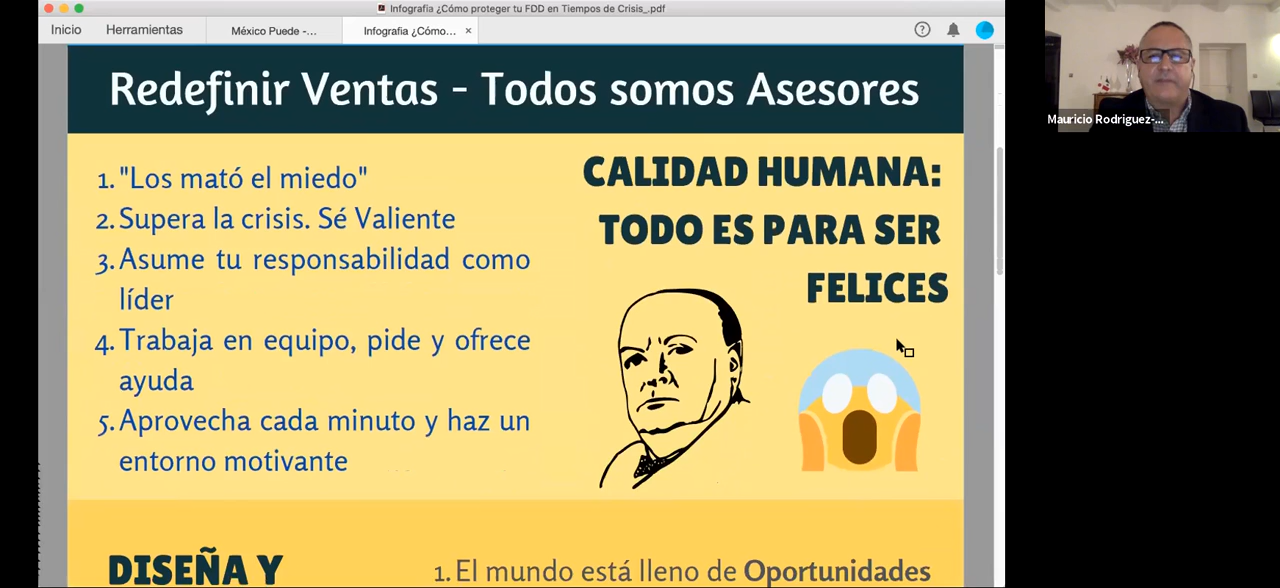 Infografía ¿Cómo proteger tu FDD en Tiempos de Crisis_.pdf
Inicio
Herramientas
México Puede -...
Infografía ¿Cómo...
Redefinir Ventas - Todos somos Asesores
1. "Los mató el miedo"
2. Supera la crisis. Sé Valiente
3. Asume tu responsabilidad como
líder
4. Trabaja en equipo, pide y ofrece
ayuda
5. Aprovecha cada minuto y haz un
entorno motivante
CALIDAD HUMANA:
TODO ES PARA SER
FELICES
DISEÑA Y
1. El mundo está lleno de Oportunidades
Mauricio Rodriguez-...